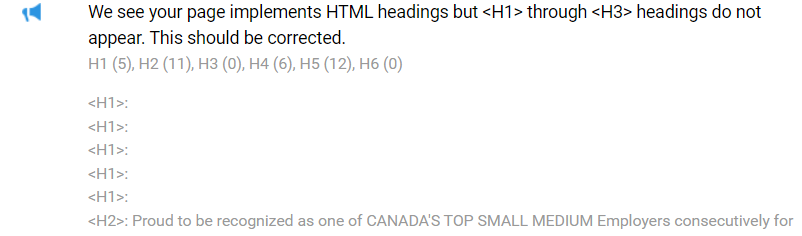 We see your page implements HTML headings but <H1> through <H3> headings do not
appear. This should be corrected.
H1 (5), H2 (11), H3 (0), H4 (6), H5 (12), H6 (0)
<H1>:
<H1>:
<H1>:
<H1>:
<H1>:
<H2>: Proud to be recognized as one of CANADA'S TOP SMALL MEDIUM Employers consecutively for